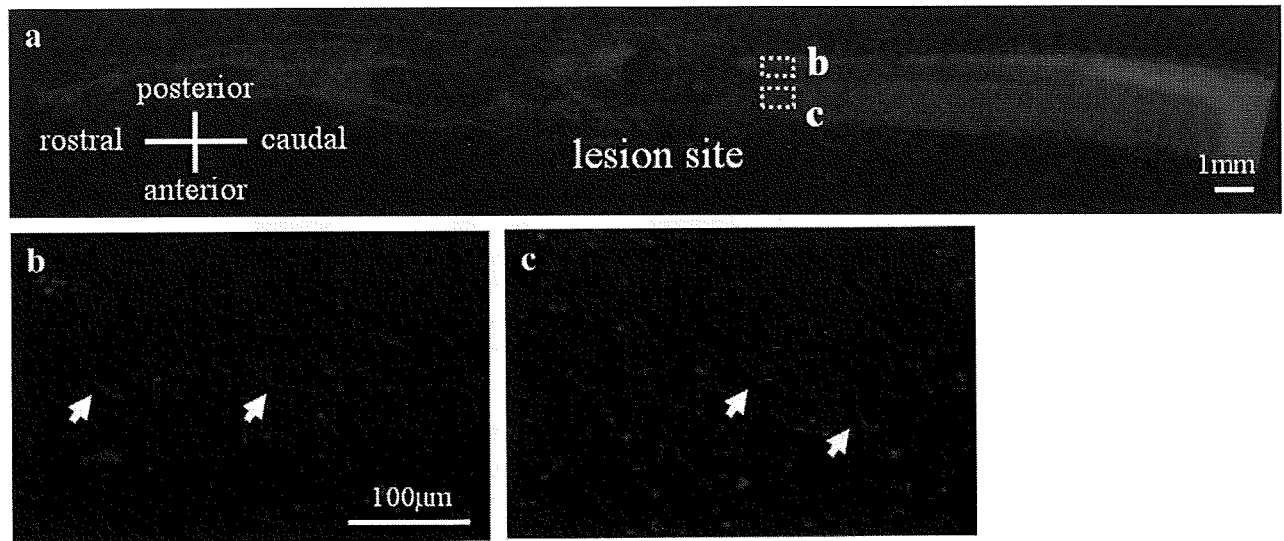 a
posterior
rostral caudal
anterior
lesion site
b
c
1mm
b
100μm
c